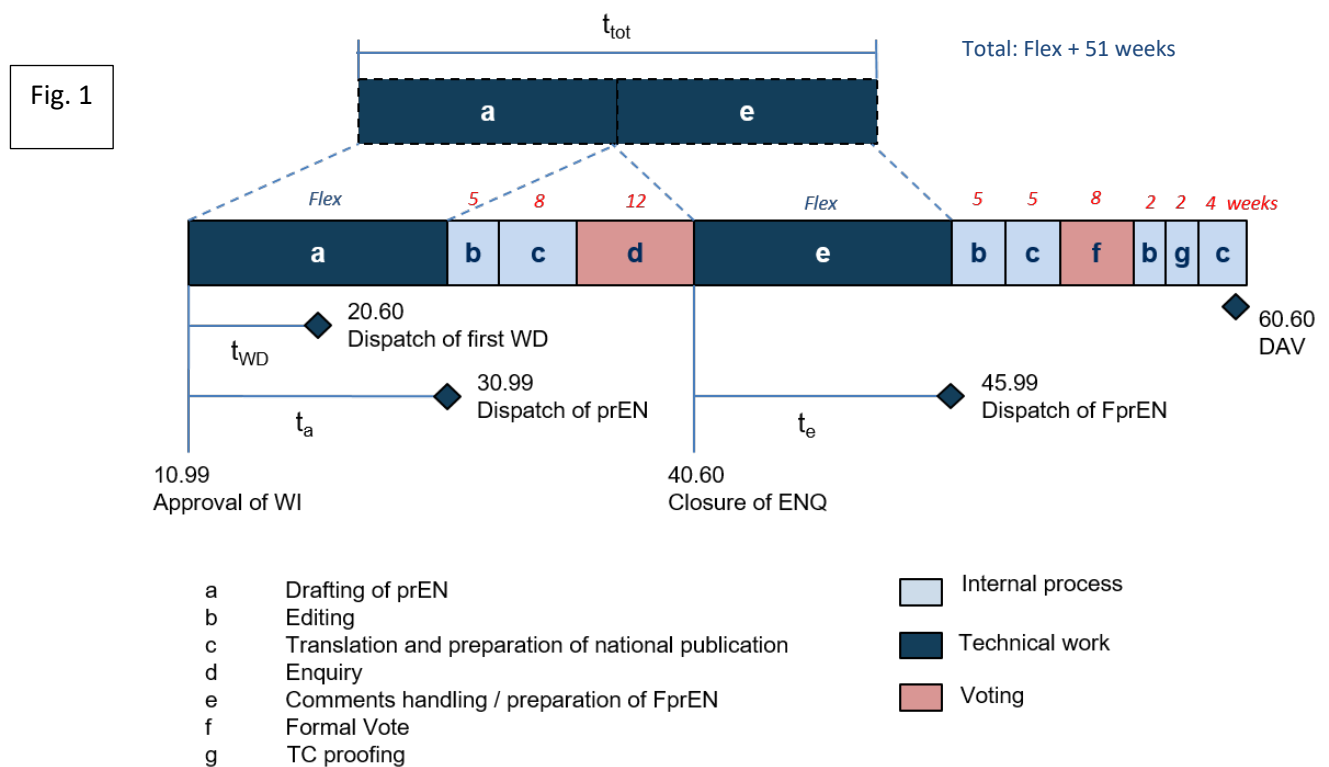 t_tot
Total: Flex + 51 weeks
Fig. 1
a e
Flex 5 8 12 Flex 5 5 8 2 2 4 weeks
a b c d e b c f b g c
20.60
Dispatch of first WD
t_WD
60.60
DAV
30.99
Dispatch of prEN
t_a
45.99
Dispatch of FprEN
t_e
10.99
Approval of WI
40.60
Closure of ENQ
a Drafting of prEN
b Editing
c Translation and preparation of national publication
d Enquiry
e Comments handling / preparation of FprEN
f Formal Vote
g TC proofing
Internal process
Technical work
Voting